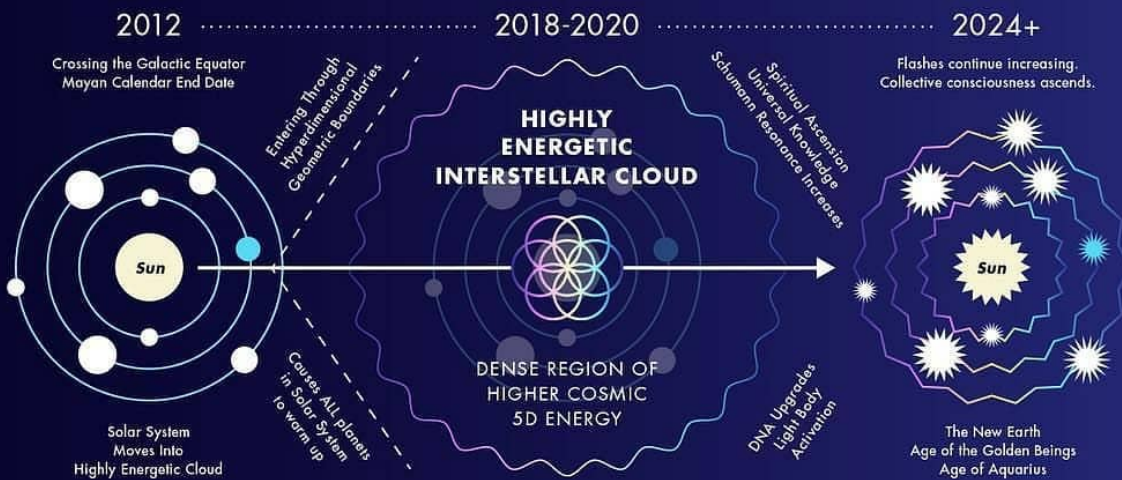 2012
2018-2020
2024+
Crossing the Galactic Equator
Mayan Calendar End Date
Entering Through
Hyperdimensional
Geometric Boundaries
HIGHLY
ENERGETIC
INTERSTELLAR CLOUD
Spiritual Ascension
Universal Knowledge
Schumann Resonance Increases
Flashes continue increasing.
Collective consciousness ascends.
Sun
Sun
Causes ALL planets
in Solar System
to warm up
DENSE REGION OF
HIGHER COSMIC
5D ENERGY
DNA Upgrades
Light Body
Activation
Solar System
Moves Into
Highly Energetic Cloud
The New Earth
Age of the Golden Beings
Age of Aquarius